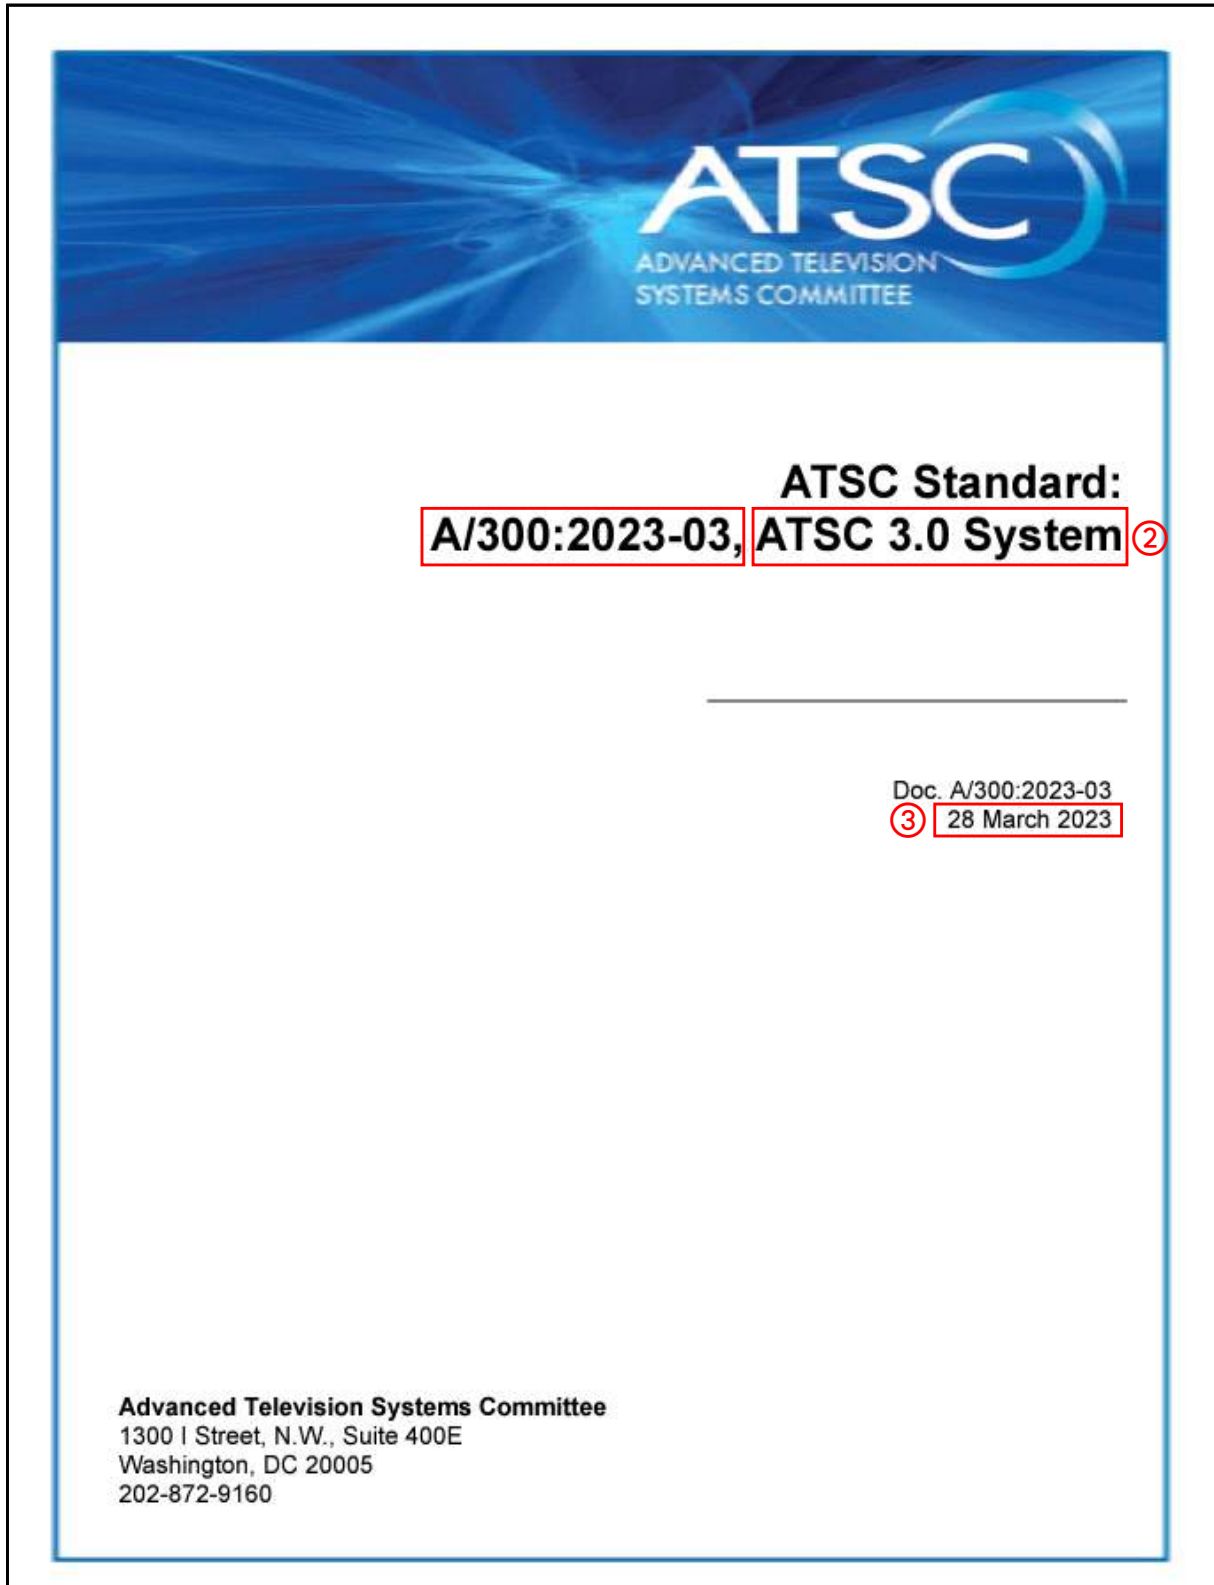 ATSC
ADVANCED TELEVISION
SYSTEMS COMMITTEE
ATSC Standard:
A/300:2023-03, ATSC 3.0 System ②
Doc. A/300:2023-03
③ 28 March 2023
Advanced Television Systems Committee
1300 I Street, N.W., Suite 400E
Washington, DC 20005
202-872-9160